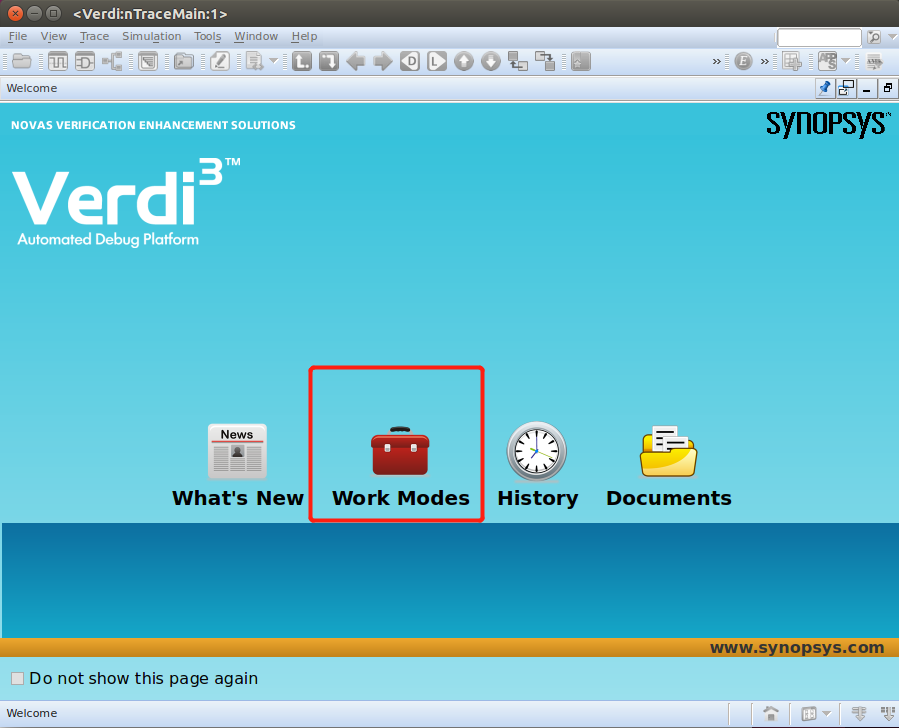 <Verdi:nTraceMain:1>
File View Trace Simulation Tools Window Help
D L » E »
Welcome
NOVAS VERIFICATION ENHANCEMENT SOLUTIONS
SYNOPSYS
Verdi3™
Automated Debug Platform
News
What's New Work Modes History Documents
www.synopsys.com
Do not show this page again
Welcome